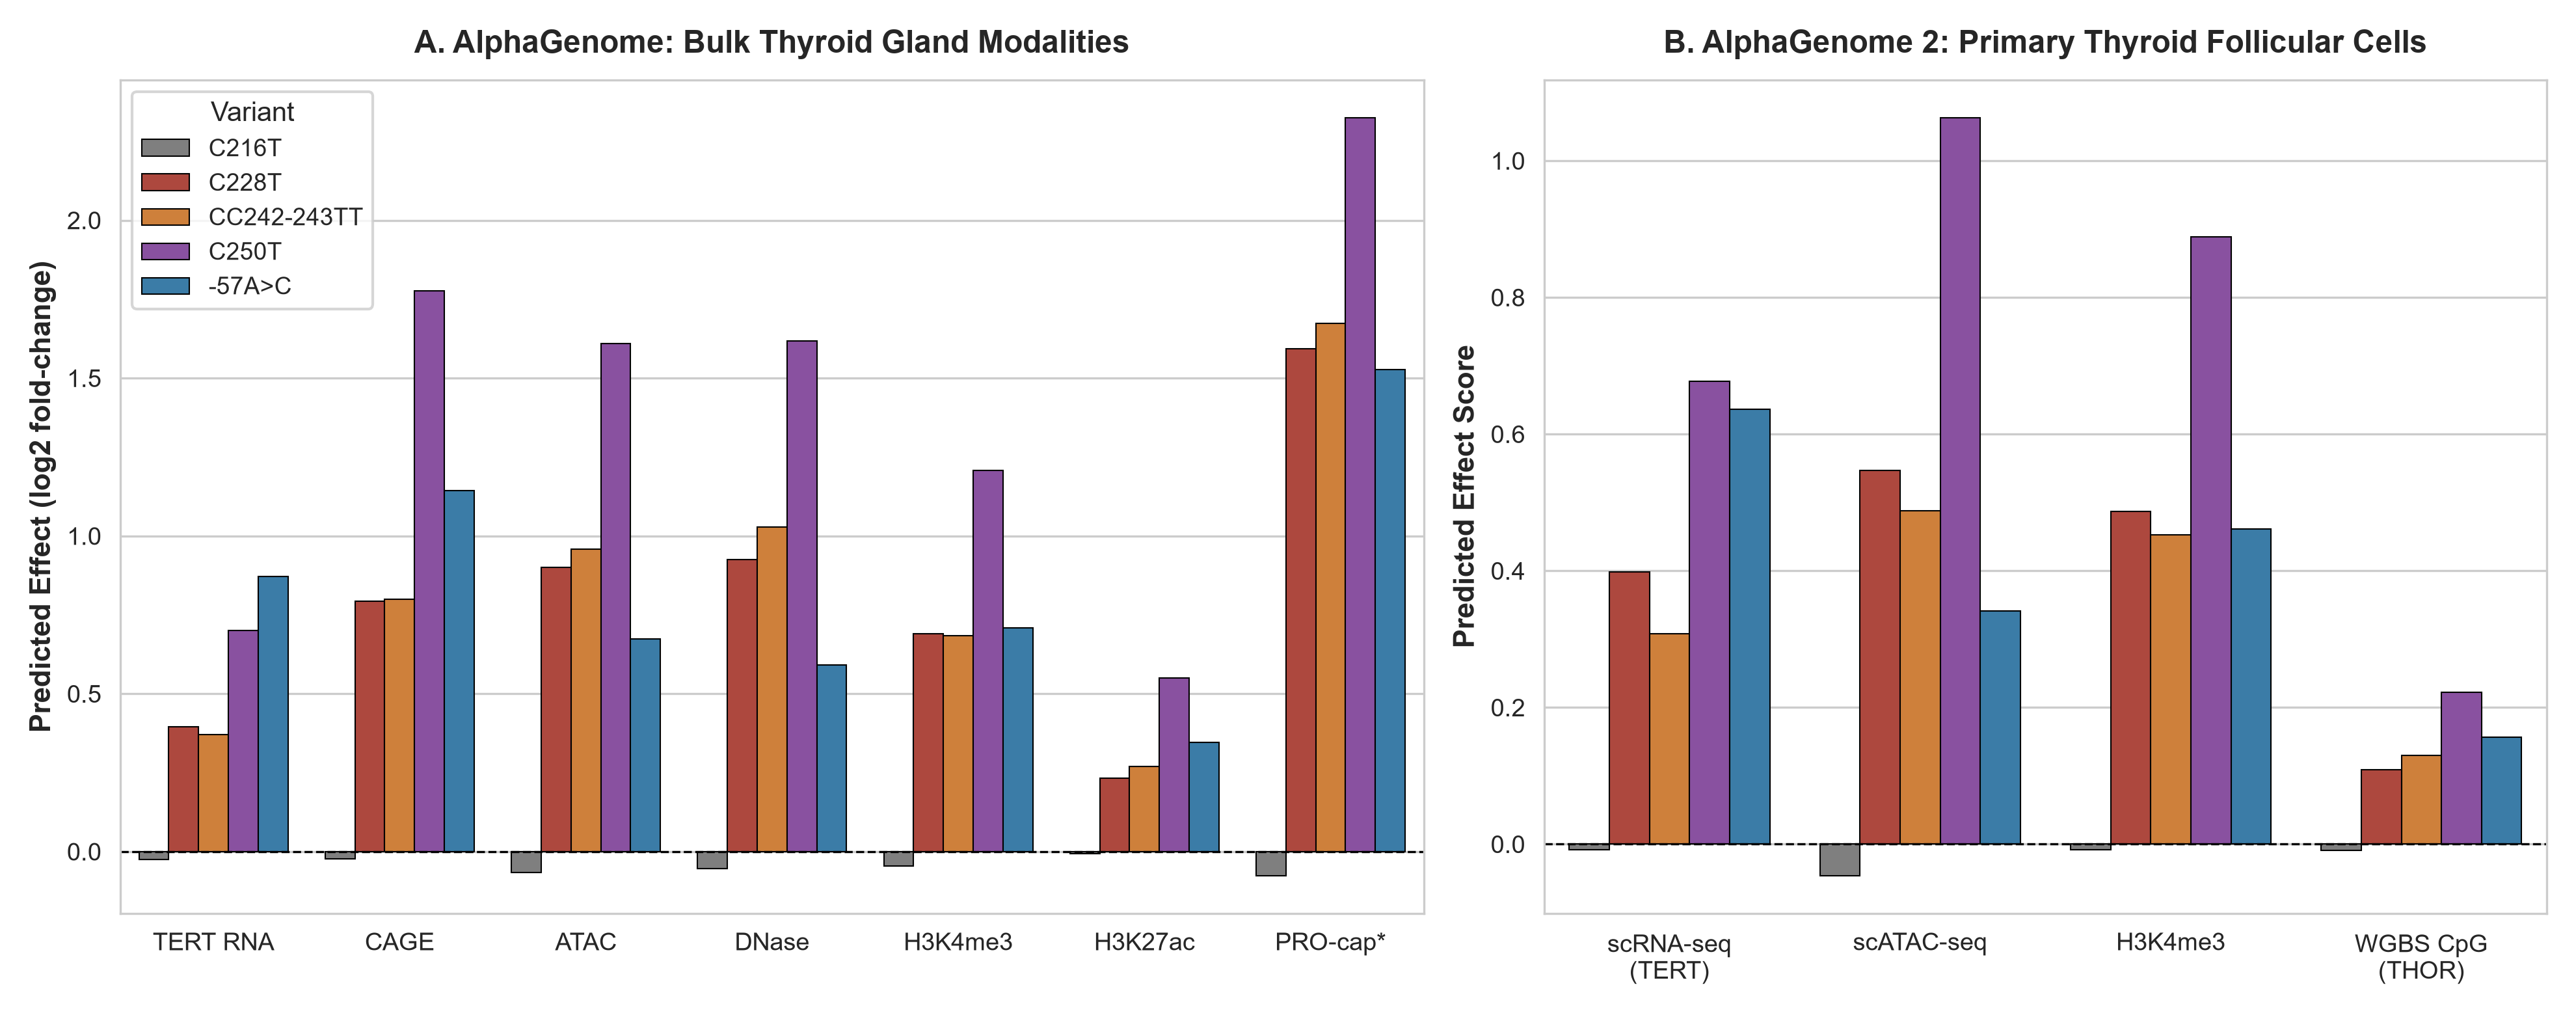 A. AlphaGenome: Bulk Thyroid Gland Modalities
Predicted Effect (log2 fold-change)
2.0
1.5
1.0
0.5
0.0
Variant
C216T
C228T
CC242-243TT
C250T
-57A>C
TERT RNA
CAGE
ATAC
DNase
H3K4me3
H3K27ac
PRO-cap*
B. AlphaGenome 2: Primary Thyroid Follicular Cells
Predicted Effect Score
1.0
0.8
0.6
0.4
0.2
0.0
scRNA-seq
(TERT)
scATAC-seq
H3K4me3
WGBS CpG
(THOR)